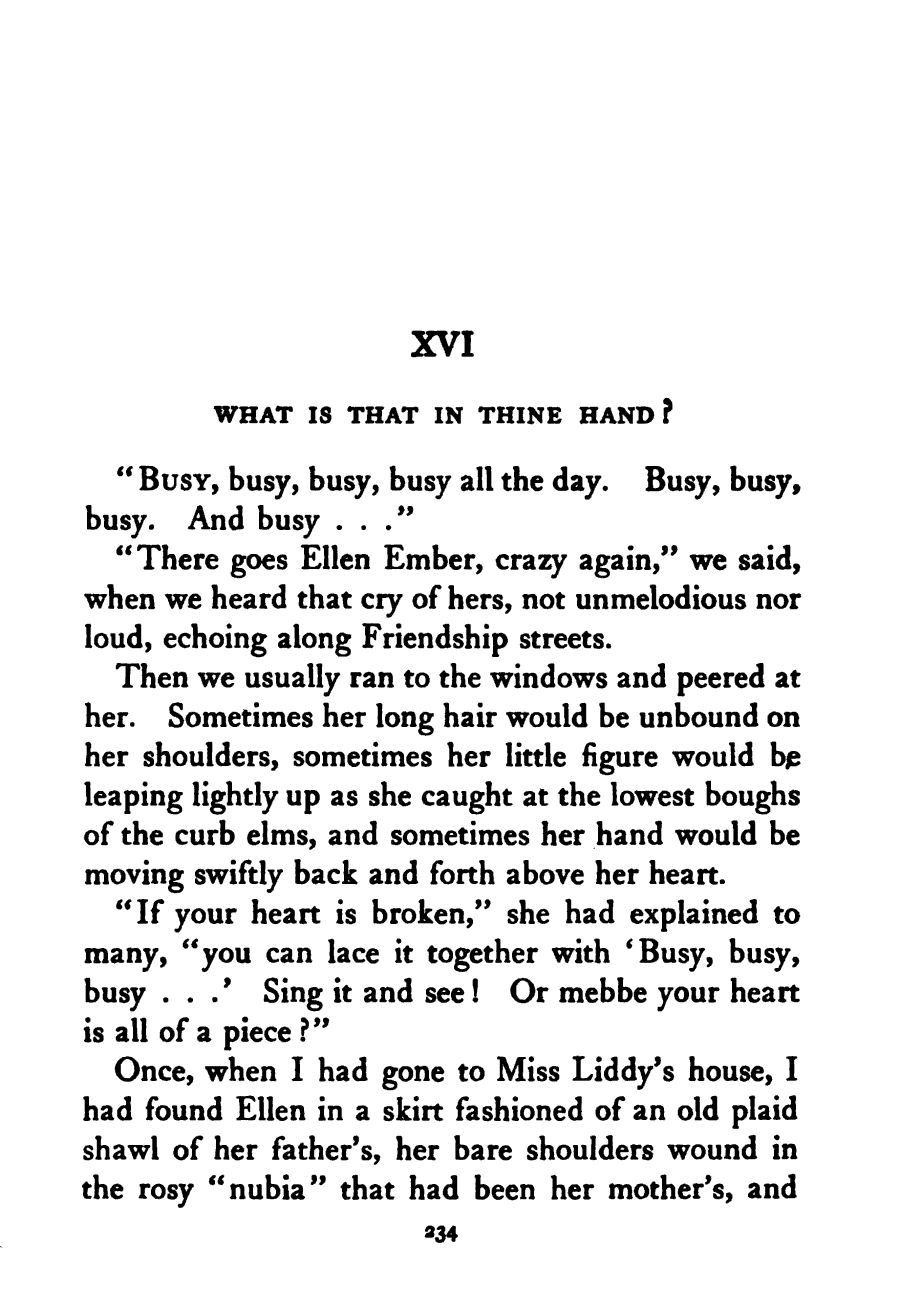 XVI
WHAT IS THAT IN THINE HAND?
"BUSY, busy, busy, busy all the day. Busy, busy,
busy. And busy . . ."
"There goes Ellen Ember, crazy again," we said,
when we heard that cry of hers, not unmelodious nor
loud, echoing along Friendship streets.
Then we usually ran to the windows and peered at
her. Sometimes her long hair would be unbound on
her shoulders, sometimes her little figure would be
leaping lightly up as she caught at the lowest boughs
of the curb elms, and sometimes her hand would be
moving swiftly back and forth above her heart.
"If your heart is broken," she had explained to
many, "you can lace it together with 'Busy, busy,
busy . . .' Sing it and see! Or mebbe your heart
is all of a piece?"
Once, when I had gone to Miss Liddy's house, I
had found Ellen in a skirt fashioned of an old plaid
shawl of her father's, her bare shoulders wound in
the rosy "nubia" that had been her mother's, and
234